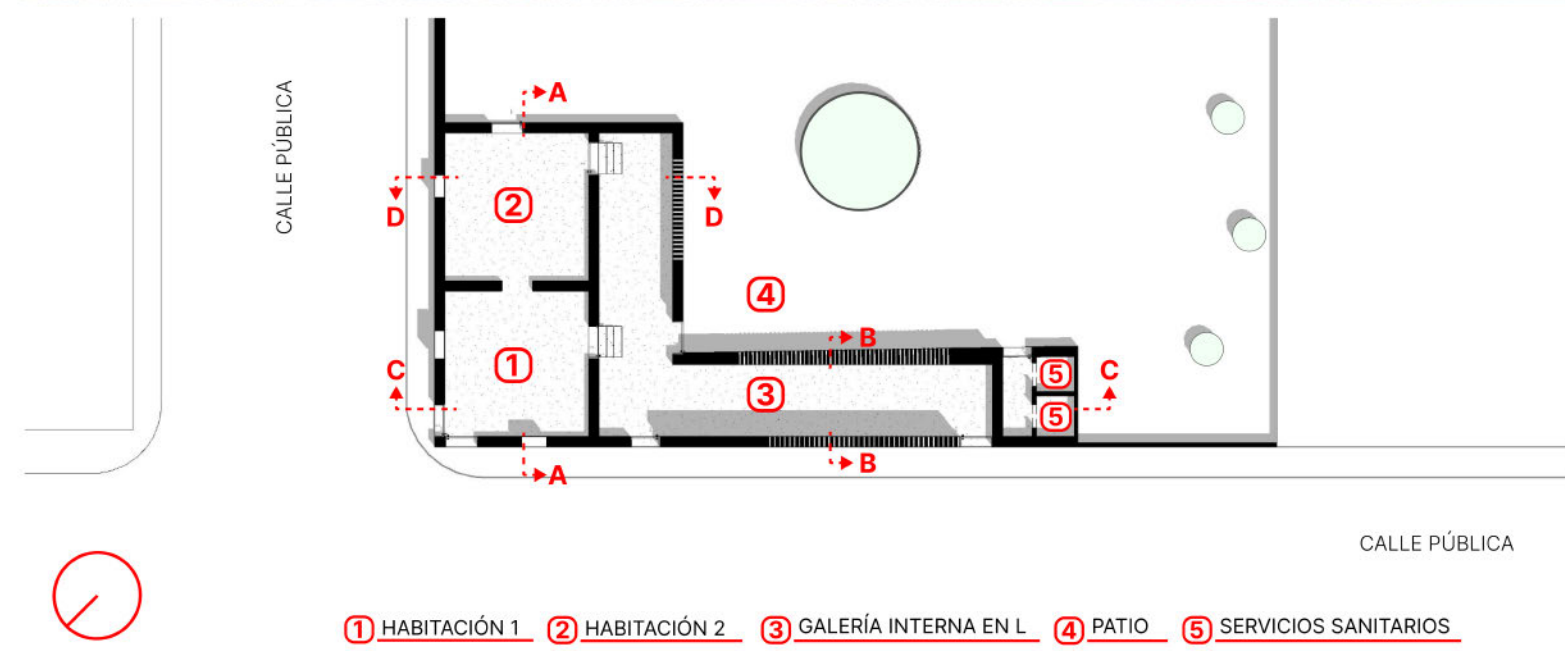 CALLE PÚBLICA
A
D
2
D
4
B
1
C
3
5
C
5
B
A
CALLE PÚBLICA
1 HABITACIÓN 1
2 HABITACIÓN 2
3 GALERÍA INTERNA EN L
4 PATIO
5 SERVICIOS SANITARIOS